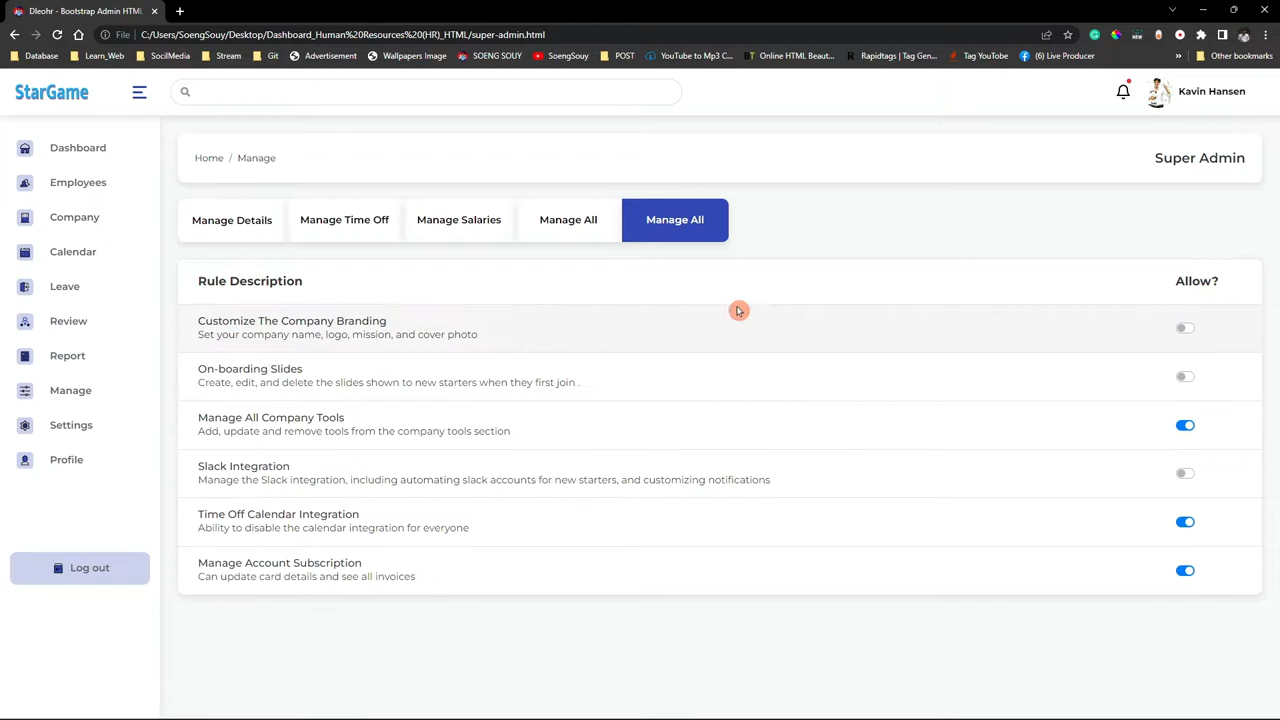 Dleohr - Bootstrap Admin HTML
File
C:/Users/SoengSouy/Desktop/Dashboard_Human%20Resources%20(HR)_HTML/super-admin.html
Database
Learn_Web
SocilMedia
Stream
Git
Advertisement
Wallpapers Image
SOENG SOUY
SoengSouy
POST
YouTube to Mp3 C...
Online HTML Beaut...
Rapidtags | Tag Gen...
Tag YouTube
(6) Live Producer
»
Other bookmarks
StarGame
Kavin Hansen
Dashboard
Employees
Company
Calendar
Leave
Review
Report
Manage
Settings
Profile
Log out
Home / Manage
Super Admin
Manage Details
Manage Time Off
Manage Salaries
Manage All
Manage All
Rule Description
Allow?
Customize The Company Branding
Set your company name, logo, mission, and cover photo
On-boarding Slides
Create, edit, and delete the slides shown to new starters when they first join .
Manage All Company Tools
Add, update and remove tools from the company tools section
Slack Integration
Manage the Slack integration, including automating slack accounts for new starters, and customizing notifications
Time Off Calendar Integration
Ability to disable the calendar integration for everyone
Manage Account Subscription
Can update card details and see all invoices